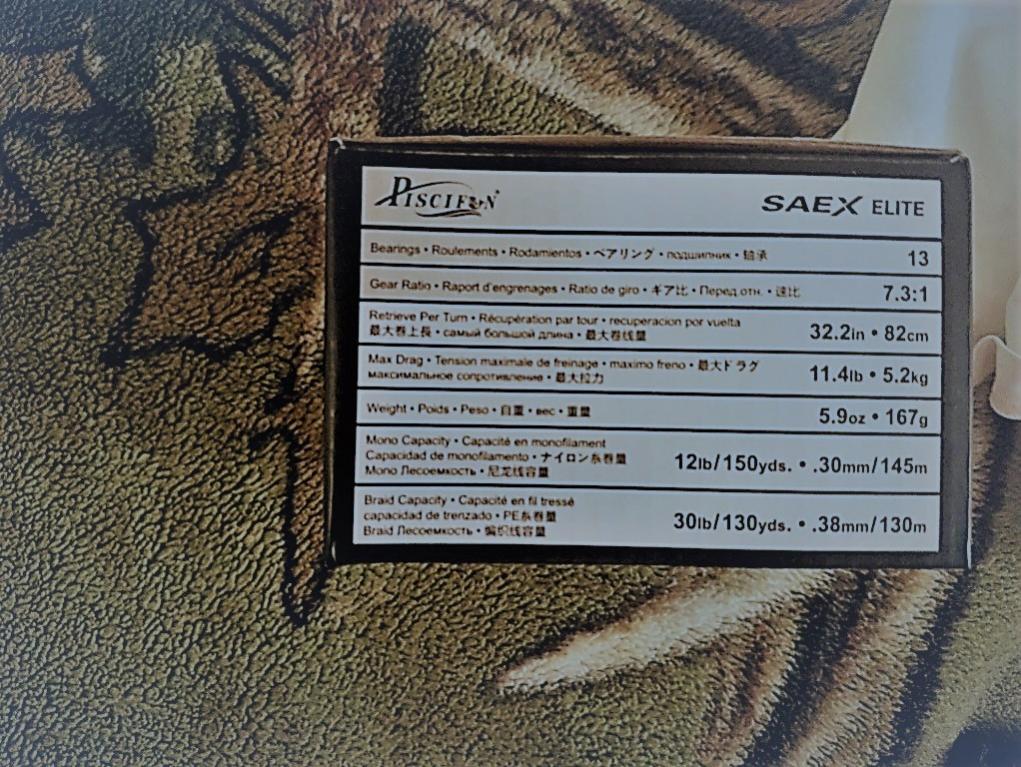 PISCIFUN
SAEX ELITE
Bearings • Roulements • Rodamientos • ベアリング • подшипник • 轴承 13
Gear Ratio • Raport d'engrenages • Ratio de giro • ギア比 • Перед.отн. • 速比 7.3:1
Retrieve Per Turn • Récupération par tour • recuperacion por vuelta
最大巻上長 • самый большой длина • 最大卷线量 32.2in • 82cm
Max Drag • Tension maximale de freinage • maximo freno • 最大ドラグ
максимальное сопротивление • 最大拉力 11.4lb • 5.2kg
Weight • Poids • Peso • 自重 • вес • 重量 5.9oz • 167g
Mono Capacity • Capacité en monofilament
Capacidad de monofilamento • ナイロン糸巻量 12lb/150yds. • .30mm/145m
Mono Лесоемкость • 尼龙线容量
Braid Capacity • Capacité en fil tressé
capacidad de trenzado • PE糸巻量 30lb/130yds. • .38mm/130m
Braid Лесоемкость • 编织线容量